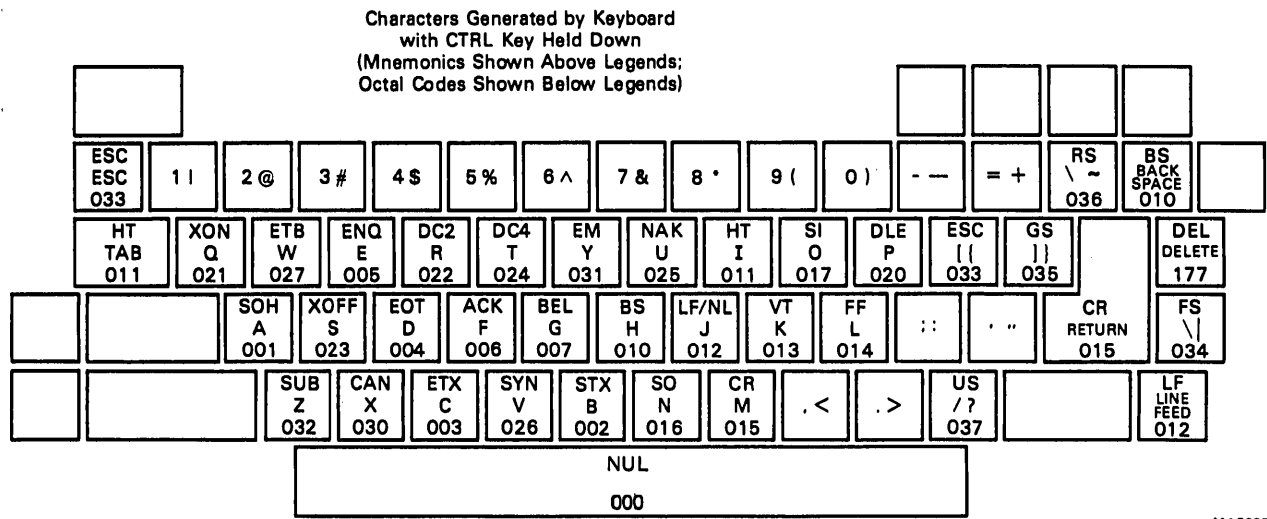 Characters Generated by Keyboard
with CTRL Key Held Down
(Mnemonics Shown Above Legends;
Octal Codes Shown Below Legends)
ESC RS BS
ESC 1 | 2 @ 3 # 4 $ 5 % 6 ^ 7 & 8 * 9 ( 0 ) - — = + \ ~ BACK
SPACE
033 036 010
HT XON ETB ENQ DC2 DC4 EM NAK HT SI DLE ESC GS DEL
TAB Q W E R T Y U I O P [ { ] } DELETE
011 021 027 005 022 024 031 025 011 017 020 033 035 177
SOH XOFF EOT ACK BEL BS LF/NL VT FF CR FS
A S D F G H J K L ; : ' " RETURN \ |
001 023 004 006 007 010 012 013 014 015 034
SUB CAN ETX SYN STX SO CR US LF
Z X C V B N M , < . > / ? LINE
FEED
032 030 003 026 002 016 015 037 012
NUL
000